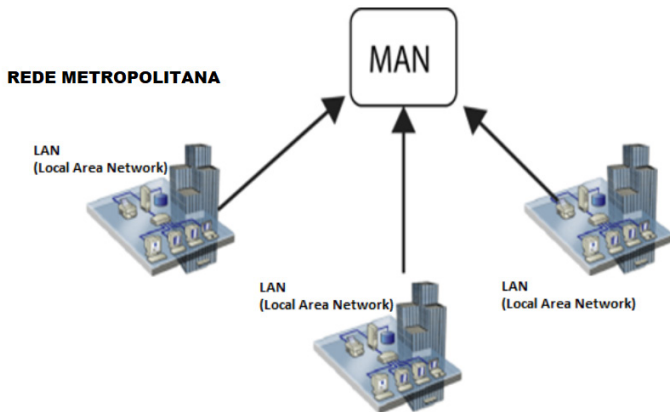 MAN
REDE METROPOLITANA
LAN
(Local Area Network)
LAN
(Local Area Network)
LAN
(Local Area Network)